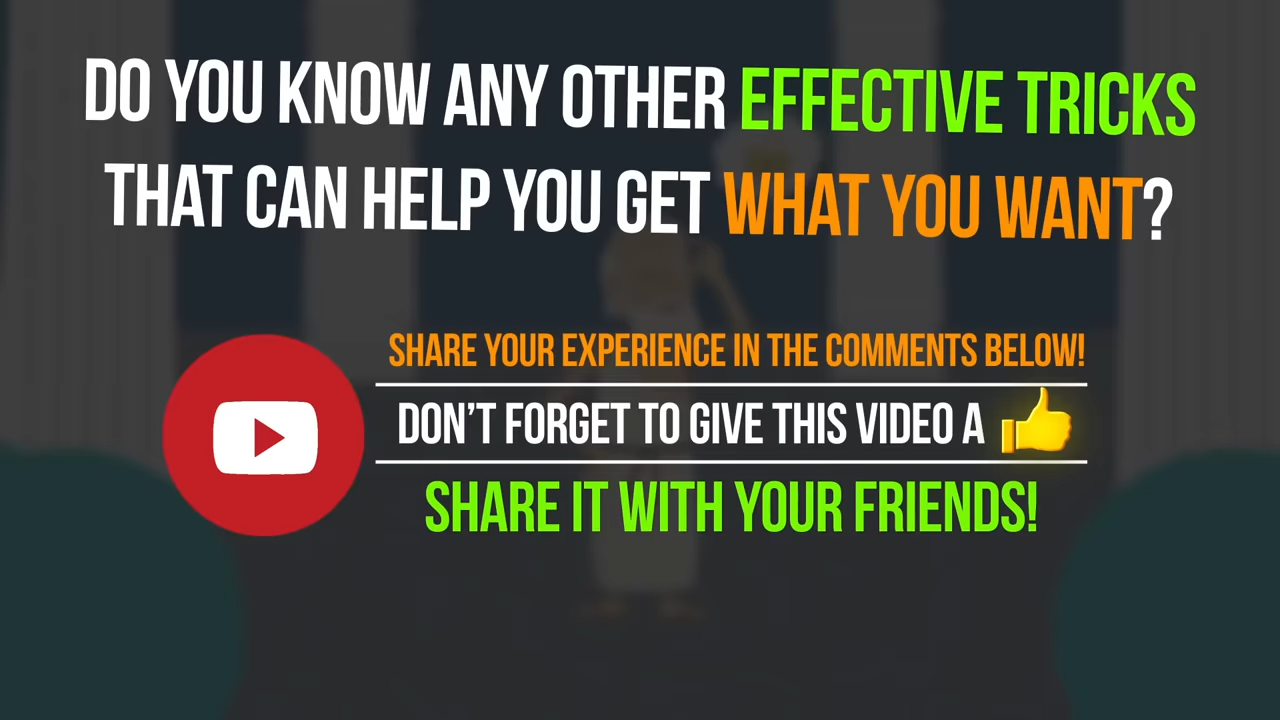 DO YOU KNOW ANY OTHER EFFECTIVE TRICKS
THAT CAN HELP YOU GET WHAT YOU WANT?
SHARE YOUR EXPERIENCE IN THE COMMENTS BELOW!
DON'T FORGET TO GIVE THIS VIDEO A 👍
SHARE IT WITH YOUR FRIENDS!